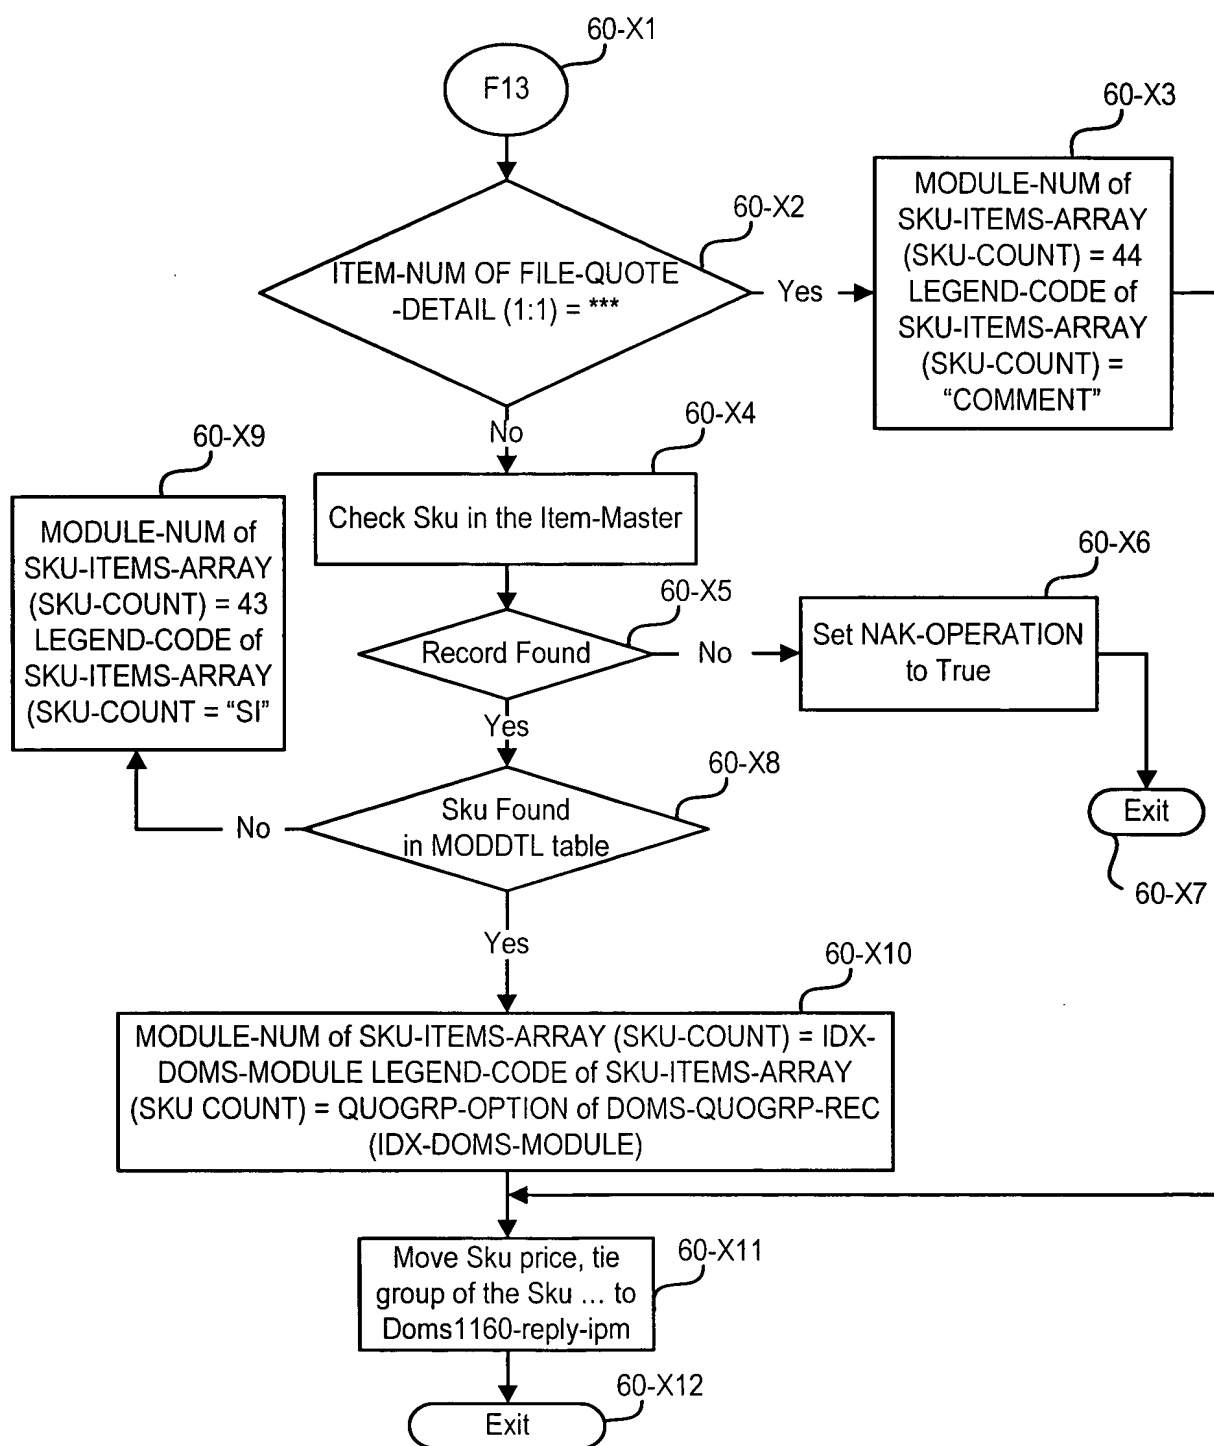 60-X1
F13
60-X2
ITEM-NUM OF FILE-QUOTE
-DETAIL (1:1) = ***
Yes
60-X3
MODULE-NUM of
SKU-ITEMS-ARRAY
(SKU-COUNT) = 44
LEGEND-CODE of
SKU-ITEMS-ARRAY
(SKU-COUNT) =
“COMMENT”
No
60-X4
Check Sku in the Item-Master
60-X9
MODULE-NUM of
SKU-ITEMS-ARRAY
(SKU-COUNT) = 43
LEGEND-CODE of
SKU-ITEMS-ARRAY
(SKU-COUNT = “SI”
60-X5
Record Found
No
60-X6
Set NAK-OPERATION
to True
Exit
60-X7
Yes
60-X8
Sku Found
in MODDTL table
No
Yes
60-X10
MODULE-NUM of SKU-ITEMS-ARRAY (SKU-COUNT) = IDX-
DOMS-MODULE LEGEND-CODE of SKU-ITEMS-ARRAY
(SKU COUNT) = QUOGRP-OPTION of DOMS-QUOGRP-REC
(IDX-DOMS-MODULE)
60-X11
Move Sku price, tie
group of the Sku ... to
Doms1160-reply-ipm
60-X12
Exit